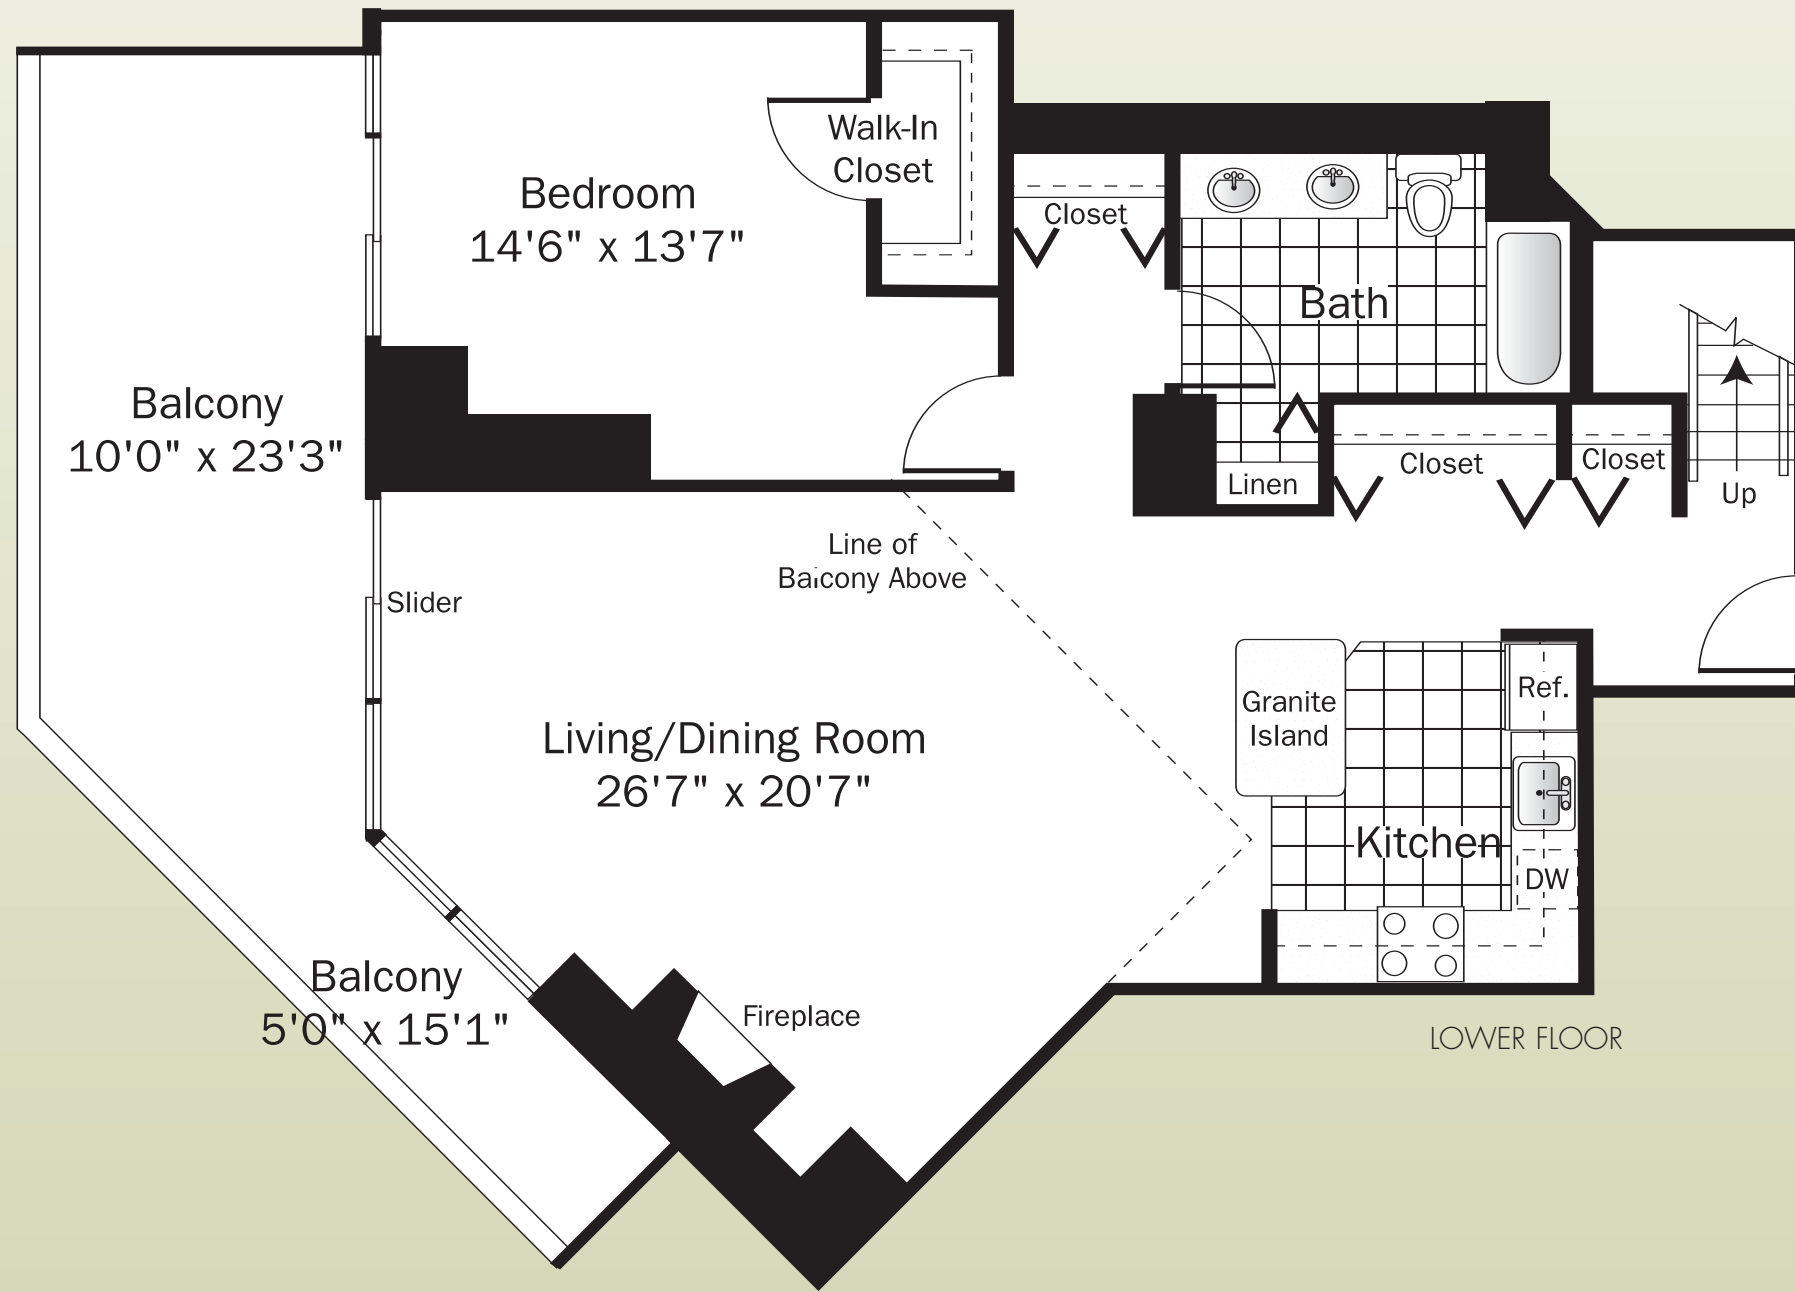 Walk-In
Closet
Bedroom
14'6" x 13'7"
Closet
Bath
Balcony
10'0" x 23'3"
Closet
Closet
Linen
Up
Line of
Balcony Above
Slider
Ref.
Granite
Island
Living/Dining Room
26'7" x 20'7"
Kitchen
DW
Balcony
5'0" x 15'1"
Fireplace
LOWER FLOOR